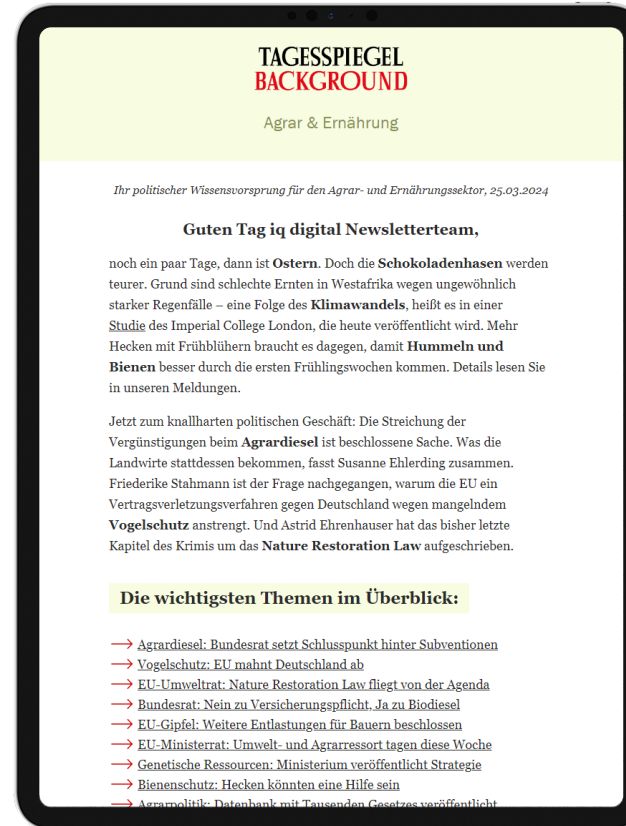 TAGESSPIEGEL
BACKGROUND
Agrar & Ernährung
Ihr politischer Wissensvorsprung für den Agrar- und Ernährungssektor, 25.03.2024
Guten Tag iq digital Newsletterteam,
noch ein paar Tage, dann ist Ostern. Doch die Schokoladenhasen werden
teurer. Grund sind schlechte Ernten in Westafrika wegen ungewöhnlich
starker Regenfälle – eine Folge des Klimawandels, heißt es in einer
Studie des Imperial College London, die heute veröffentlicht wird. Mehr
Hecken mit Frühblühern braucht es dagegen, damit Hummeln und
Bienen besser durch die ersten Frühlingswochen kommen. Details lesen Sie
in unseren Meldungen.
Jetzt zum knallharten politischen Geschäft: Die Streichung der
Vergünstigungen beim Agrardiesel ist beschlossene Sache. Was die
Landwirte stattdessen bekommen, fasst Susanne Ehlerding zusammen.
Friederike Stahmann ist der Frage nachgegangen, warum die EU ein
Vertragsverletzungsverfahren gegen Deutschland wegen mangelndem
Vogelschutz anstrengt. Und Astrid Ehrenhauser hat das bisher letzte
Kapitel des Krimis um das Nature Restoration Law aufgeschrieben.
Die wichtigsten Themen im Überblick:
Agrardiesel: Bundesrat setzt Schlusspunkt hinter Subventionen
Vogelschutz: EU mahnt Deutschland ab
EU-Umweltrat: Nature Restoration Law fliegt von der Agenda
Bundesrat: Nein zu Versicherungspflicht, Ja zu Biodiesel
EU-Gipfel: Weitere Entlastungen für Bauern beschlossen
EU-Ministerrat: Umwelt- und Agrarressort tagen diese Woche
Genetische Ressourcen: Ministerium veröffentlicht Strategie
Bienenschutz: Hecken könnten eine Hilfe sein
Agrarpolitik: Datenbank mit Tausenden Gesetzes veröffentlicht